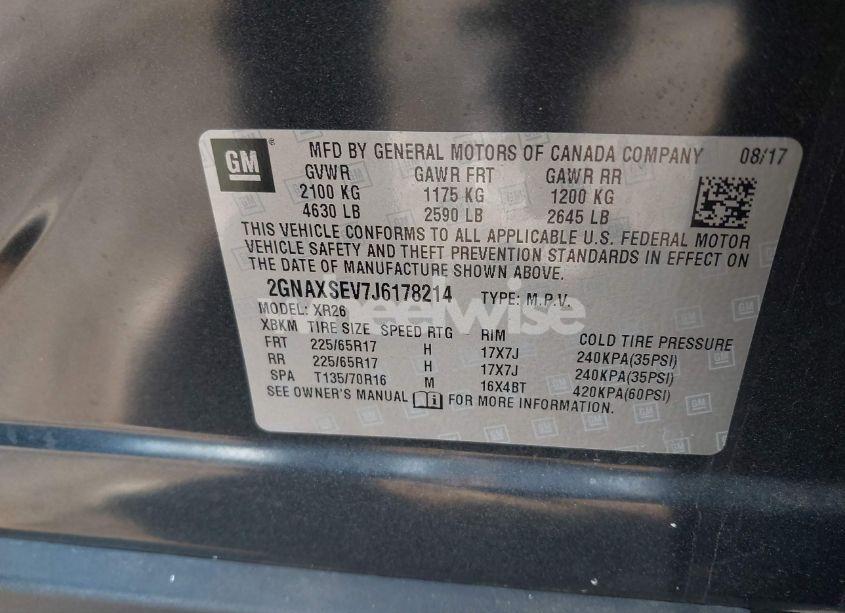 GM
MFD BY GENERAL MOTORS OF CANADA COMPANY 08/17
GVWR GAWR FRT GAWR RR
2100 KG 1175 KG 1200 KG
4630 LB 2590 LB 2645 LB
THIS VEHICLE CONFORMS TO ALL APPLICABLE U.S. FEDERAL MOTOR
VEHICLE SAFETY AND THEFT PREVENTION STANDARDS IN EFFECT ON
THE DATE OF MANUFACTURE SHOWN ABOVE.
2GNAXSEV7J6178214 TYPE: M.P.V.
wheelwise
MODEL: XR26
XBKM TIRE SIZE SPEED RTG RIM COLD TIRE PRESSURE
FRT 225/65R17 H 17X7J 240KPA(35PSI)
RR 225/65R17 H 17X7J 240KPA(35PSI)
SPA T135/70R16 M 16X4BT 420KPA(60PSI)
SEE OWNER'S MANUAL FOR MORE INFORMATION.